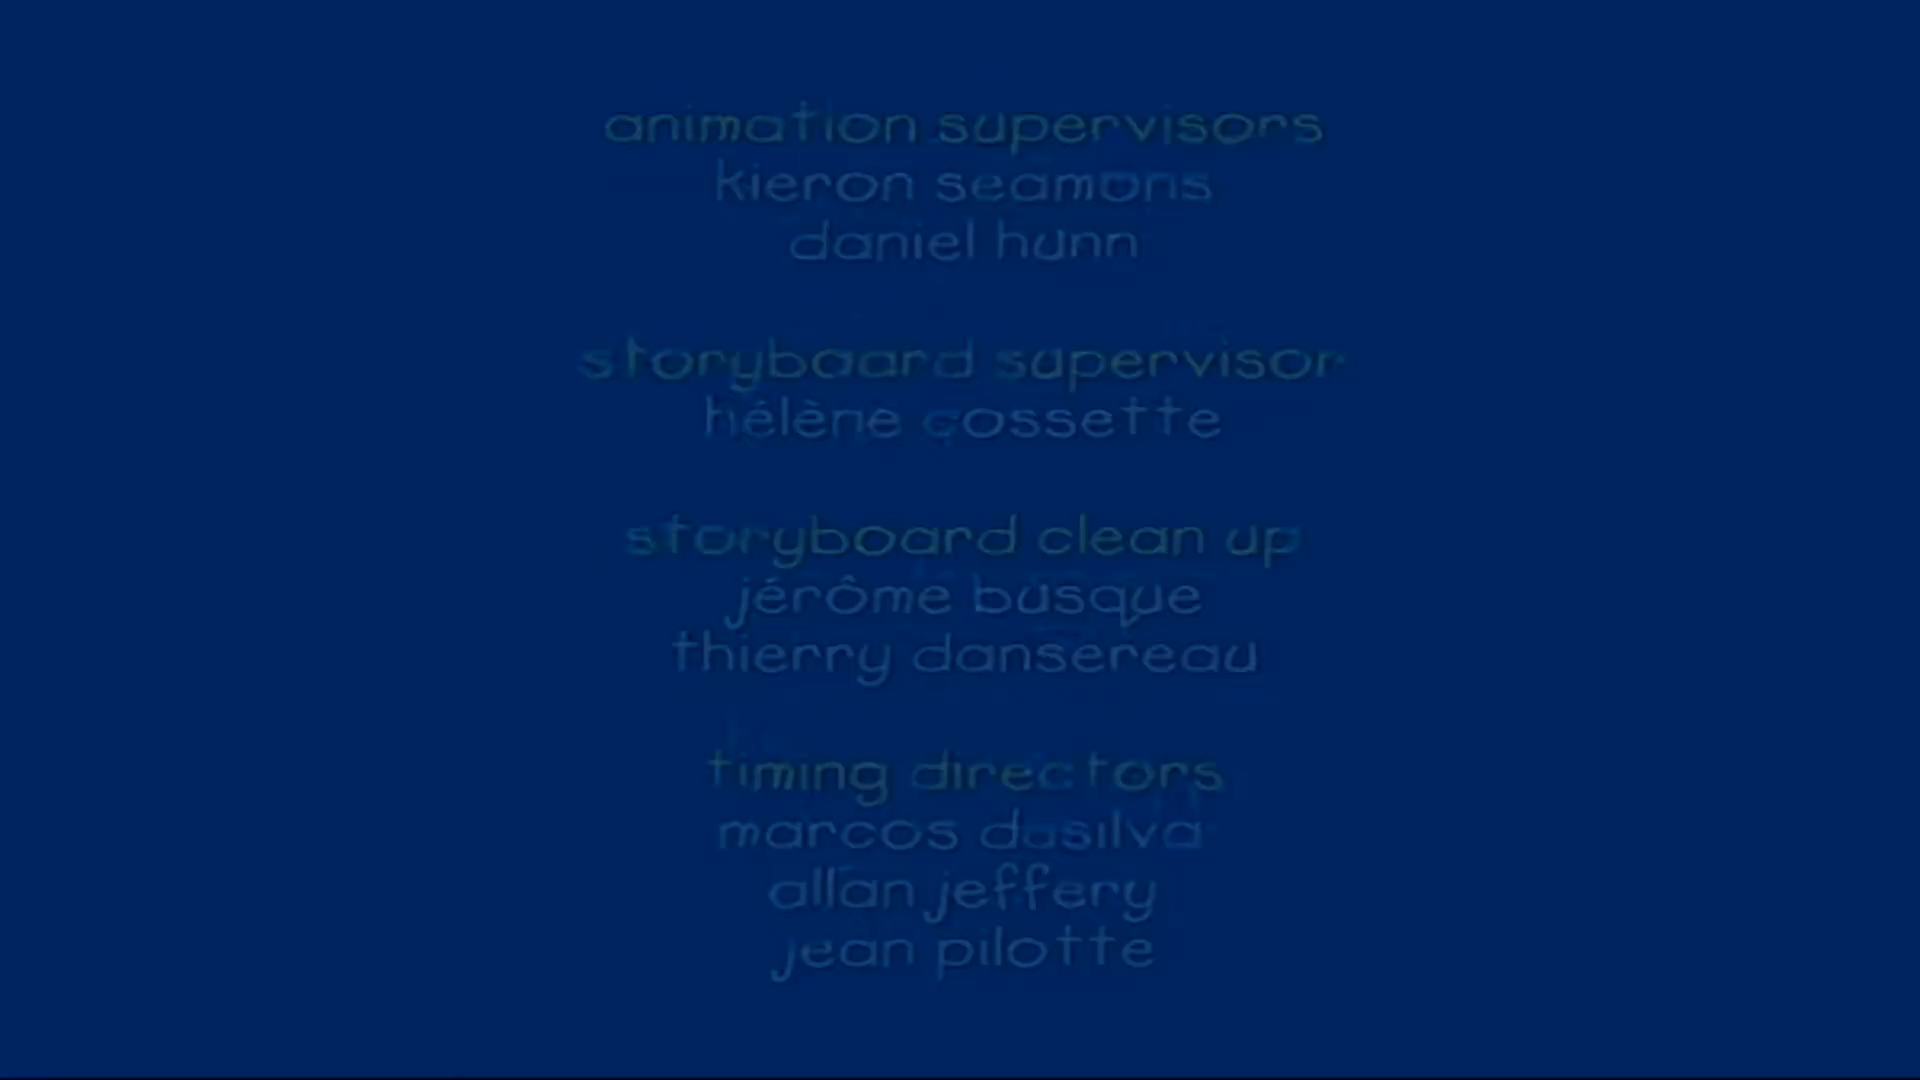 animation supervisors
kieron seamons
daniel hunn
storyboard supervisor
hélène cossette
storyboard clean up
jérôme busque
thierry dansereau
timing directors
marcos dasilva
allan jeffery
jean pilotte